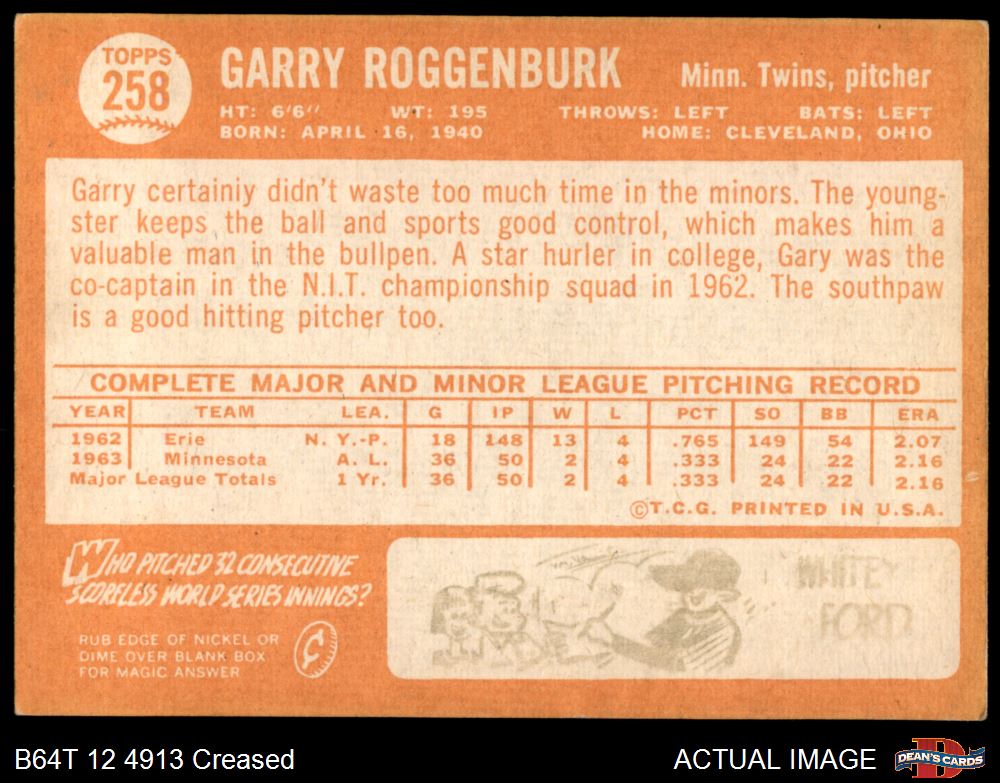 TOPPS
258
GARRY ROGGENBURK
Minn. Twins, pitcher
HT: 6'6'' WT: 195 THROWS: LEFT BATS: LEFT
BORN: APRIL 16, 1940 HOME: CLEVELAND, OHIO
Garry certainiy didn't waste too much time in the minors. The young-
ster keeps the ball and sports good control, which makes him a
valuable man in the bullpen. A star hurler in college, Gary was the
co-captain in the N.I.T. championship squad in 1962. The southpaw
is a good hitting pitcher too.
COMPLETE MAJOR AND MINOR LEAGUE PITCHING RECORD
YEAR TEAM LEA. G IP W L PCT SO BB ERA
1962 Erie N. Y.-P. 18 148 13 4 .765 149 54 2.07
1963 Minnesota A. L. 36 50 2 4 .333 24 22 2.16
Major League Totals 1 Yr. 36 50 2 4 .333 24 22 2.16
©T.C.G. PRINTED IN U.S.A.
WHO PITCHED 32 CONSECUTIVE
SCORELESS WORLD SERIES INNINGS?
RUB EDGE OF NICKEL OR
DIME OVER BLANK BOX
FOR MAGIC ANSWER
¢
WHITEY
FORD
B64T 12 4913 Creased
ACTUAL IMAGE
D
DEAN'S CARDS